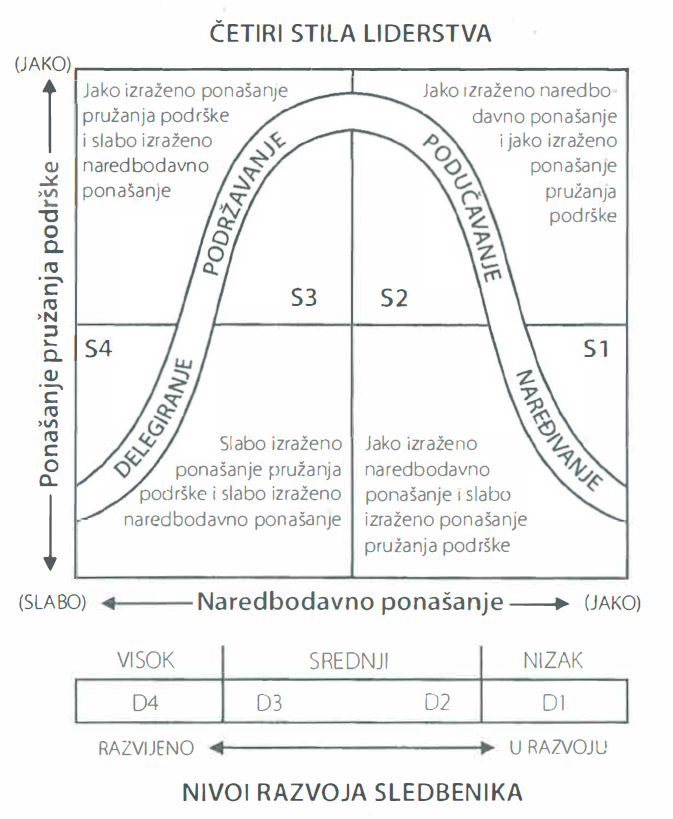 ČETIRI STILA LIDERSTVA
(JAKO)
Ponašanje pružanja podrške
Jako izraženo ponašanje
pružanja podrške
i slabo izraženo
naredbodavno
ponašanje
Jako izraženo naredbo-
davno ponašanje
i jako izraženo
ponašanje
pružanja
podrške
PODRŽAVANJE
PODUČAVANJE
S3
S2
S4
S1
DELEGIRANJE
NAREĐIVANJE
Slabo izraženo
ponašanje pružanja
podrške i slabo izraženo
naredbodavno ponašanje
Jako izraženo
naredbodavno
ponašanje i slabo
izraženo ponašanje
pružanja podrške
(SLABO)
Naredbodavno ponašanje
(JAKO)
VISOK
SREDNJI
NIZAK
D4
D3
D2
D1
RAZVIJENO
U RAZVOJU
NIVOI RAZVOJA SLEDBENIKA